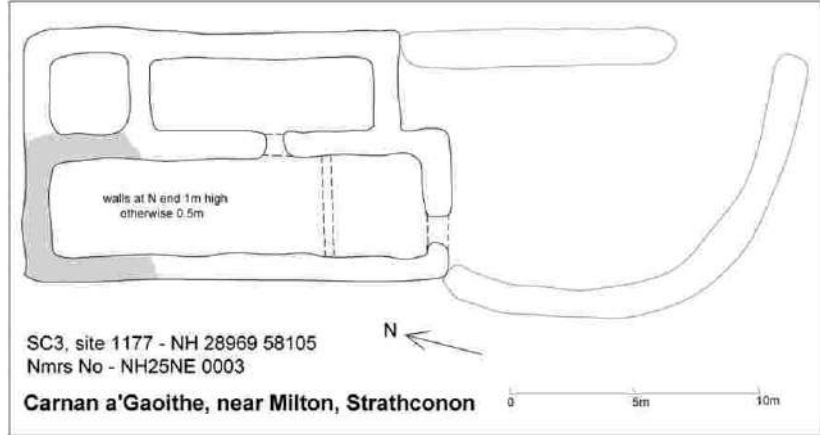 walls at N end 1m high
otherwise 0.5m
N
SC3, site 1177 - NH 28969 58105
Nmrs No - NH25NE 0003
Carnan a'Gaoithe, near Milton, Strathconon
0 5m 10m